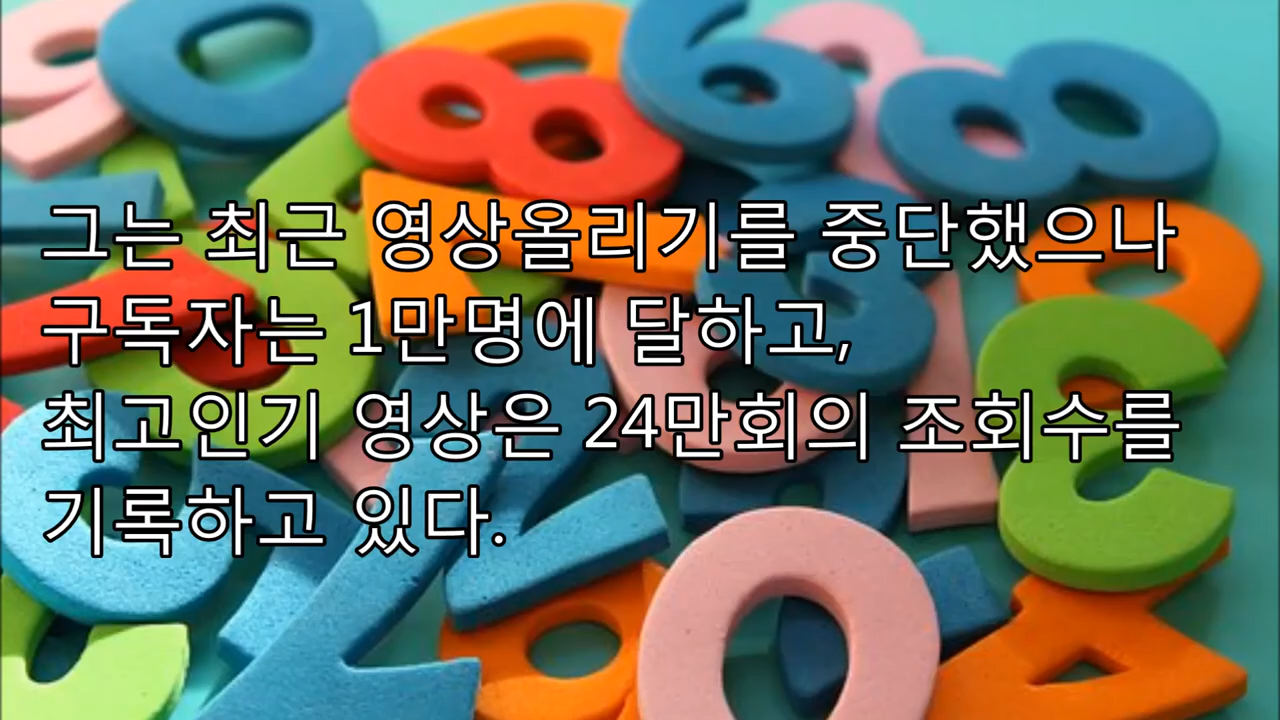 그는 최근 영상올리기를 중단했으나
구독자는 1만명에 달하고,
최고인기 영상은 24만회의 조회수를
기록하고 있다.